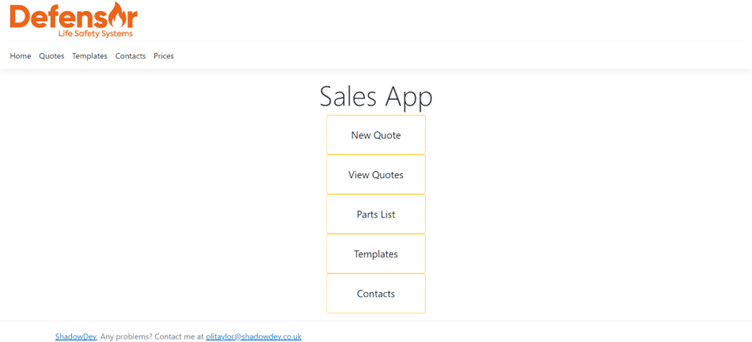 Defensor
Life Safety Systems
Home Quotes Templates Contacts Prices
Sales App
New Quote
View Quotes
Parts List
Templates
Contacts
ShadowDev, Any problems? Contact me at olitaylor@shadowdev.co.uk